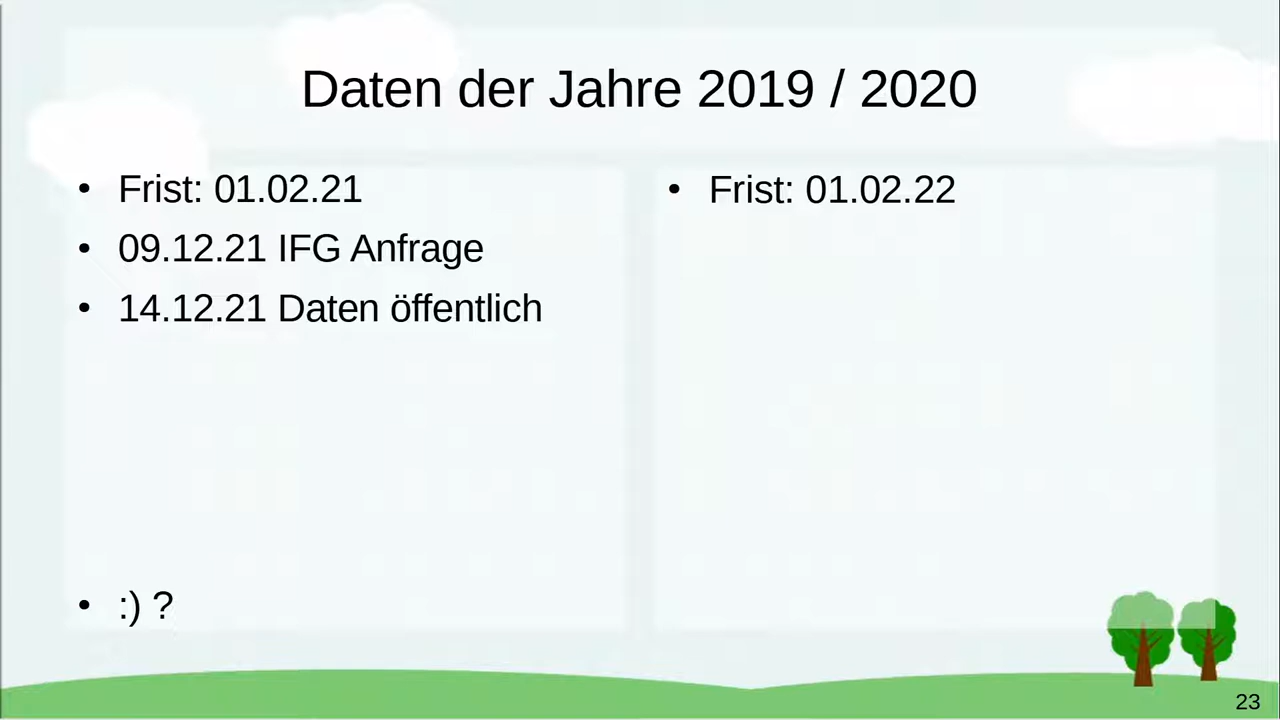 Daten der Jahre 2019 / 2020
• Frist: 01.02.21
• 09.12.21 IFG Anfrage
• 14.12.21 Daten öffentlich
• :) ?
• Frist: 01.02.22
23